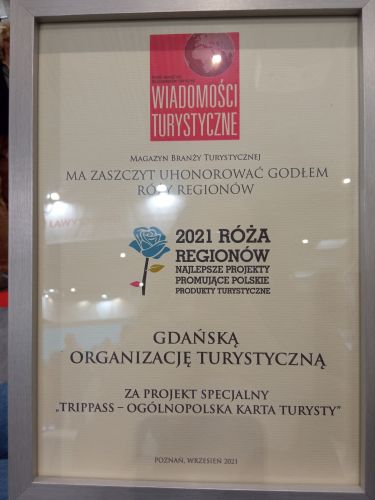 WIADOMOŚCI
TURYSTYCZNE
MAGAZYN BRANŻY TURYSTYCZNEJ
MA ZASZCZYT UHONOROWAĆ GODŁEM
RÓŻY REGIONÓW
2021 RÓŻA
REGIONÓW
NAJLEPSZE PROJEKTY
PROMUJĄCE POLSKIE
PRODUKTY TURYSTYCZNE
GDAŃSKĄ
ORGANIZACJĘ TURYSTYCZNĄ
ZA PROJEKT SPECJALNY
„TRIPPASS – OGÓLNOPOLSKA KARTA TURYSTY”
POZNAŃ, WRZESIEŃ 2021